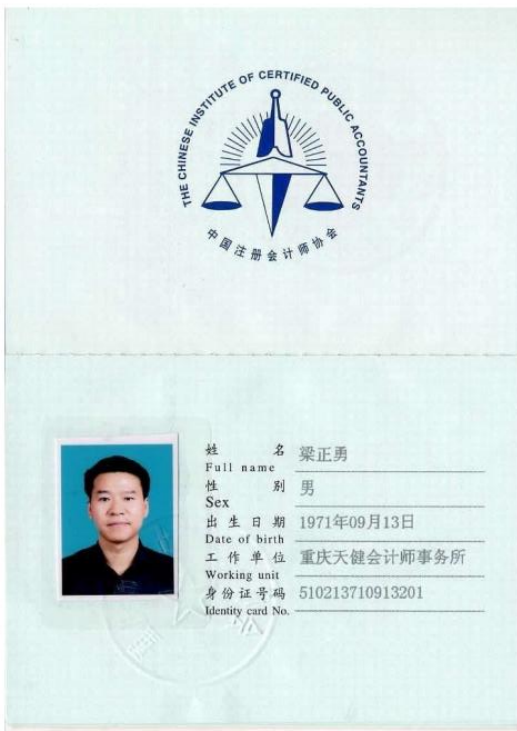 THE CHINESE INSTITUTE OF CERTIFIED PUBLIC ACCOUNTANTS
中国注册会计师协会
姓 名 梁正勇
Full name
性 别 男
Sex
出 生 日 期 1971年09月13日
Date of birth
工 作 单 位 重庆天健会计师事务所
Working unit
身份证号码 510213710913201
Identity card No.